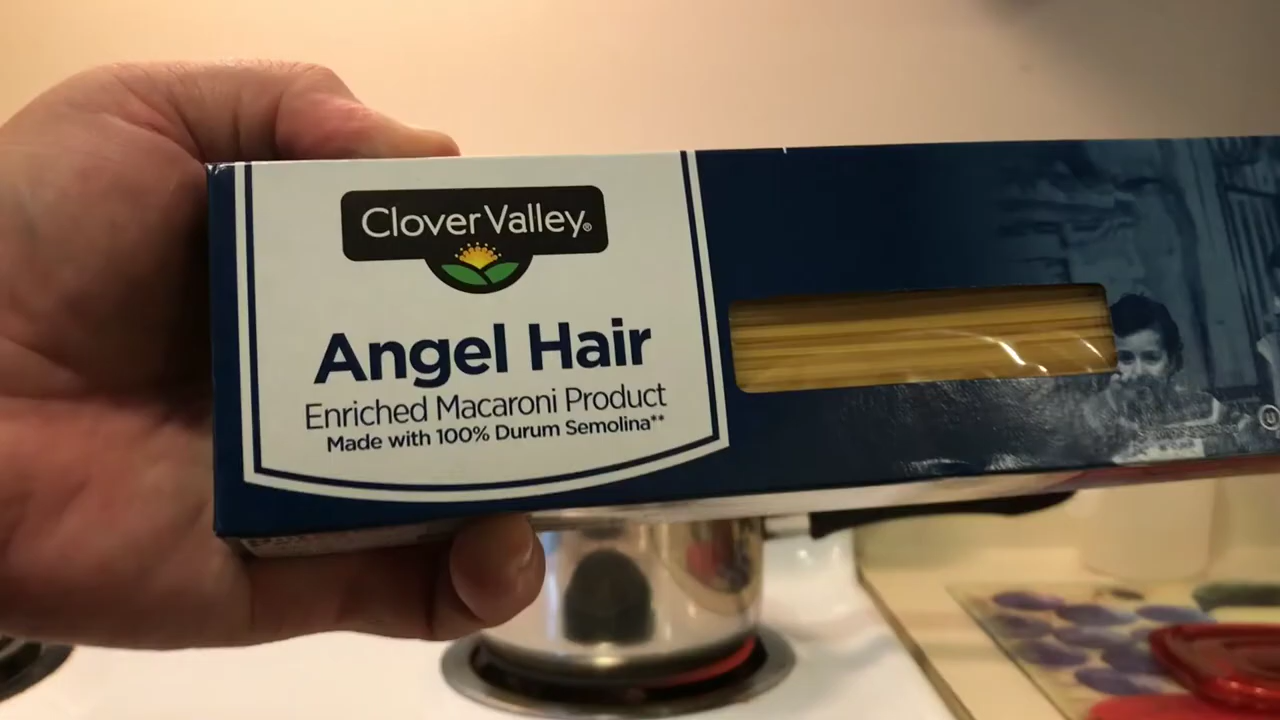 Clover Valley®
Angel Hair
Enriched Macaroni Product
Made with 100% Durum Semolina**